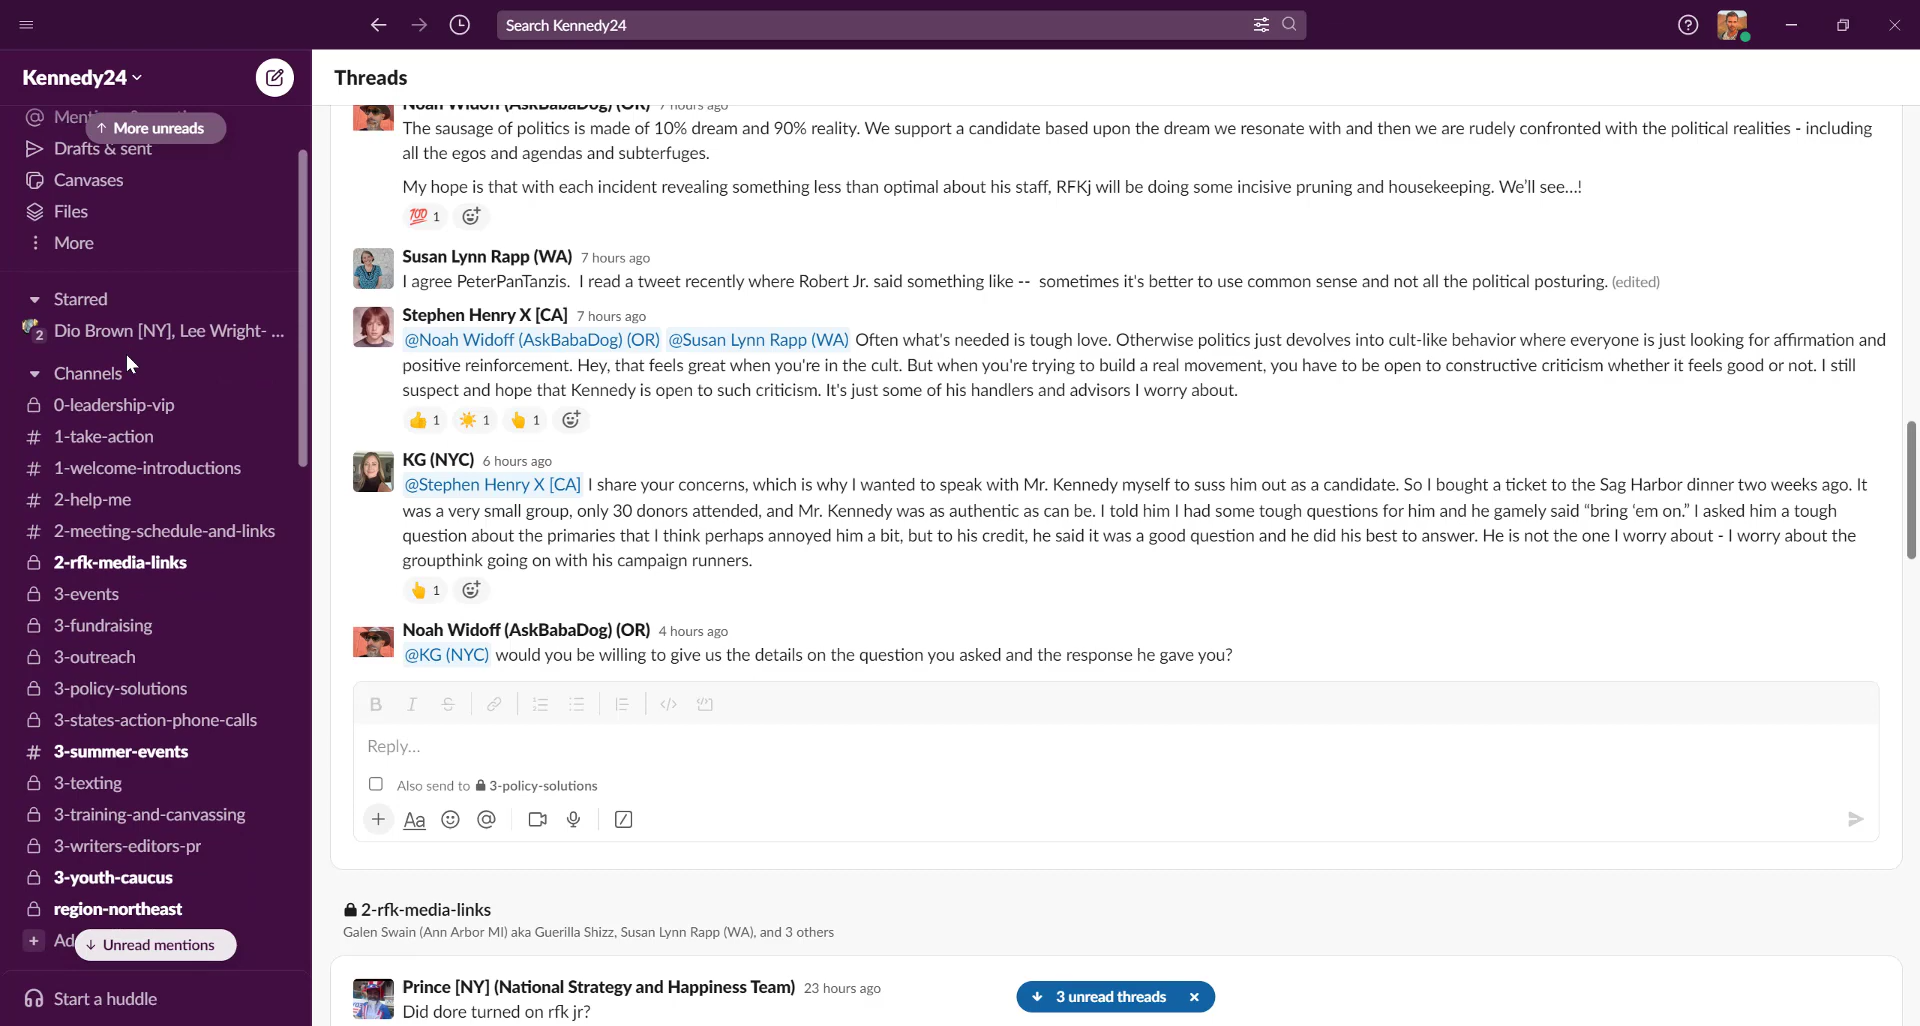 Search Kennedy24
Kennedy24
More unreads
Drafts & sent
Canvases
Files
More
Starred
2 Dio Brown [NY], Lee Wright- ...
Channels
0-leadership-vip
# 1-take-action
# 1-welcome-introductions
# 2-help-me
# 2-meeting-schedule-and-links
2-rfk-media-links
3-events
3-fundraising
3-outreach
3-policy-solutions
3-states-action-phone-calls
# 3-summer-events
3-texting
3-training-and-canvassing
3-writers-editors-pr
3-youth-caucus
region-northeast
+ Ad
Unread mentions
Start a huddle
Threads
Noah Widoff (AskBabaDog) (OR) 7 hours ago
The sausage of politics is made of 10% dream and 90% reality. We support a candidate based upon the dream we resonate with and then we are rudely confronted with the political realities - including
all the egos and agendas and subterfuges.
My hope is that with each incident revealing something less than optimal about his staff, RFKj will be doing some incisive pruning and housekeeping. We'll see...!
💯 1
Susan Lynn Rapp (WA) 7 hours ago
I agree PeterPanTanzis. I read a tweet recently where Robert Jr. said something like -- sometimes it's better to use common sense and not all the political posturing. (edited)
Stephen Henry X [CA] 7 hours ago
@Noah Widoff (AskBabaDog) (OR) @Susan Lynn Rapp (WA) Often what's needed is tough love. Otherwise politics just devolves into cult-like behavior where everyone is just looking for affirmation and
positive reinforcement. Hey, that feels great when you're in the cult. But when you're trying to build a real movement, you have to be open to constructive criticism whether it feels good or not. I still
suspect and hope that Kennedy is open to such criticism. It's just some of his handlers and advisors I worry about.
👍 1 ☀️ 1 👆 1
KG (NYC) 6 hours ago
@Stephen Henry X [CA] I share your concerns, which is why I wanted to speak with Mr. Kennedy myself to suss him out as a candidate. So I bought a ticket to the Sag Harbor dinner two weeks ago. It
was a very small group, only 30 donors attended, and Mr. Kennedy was as authentic as can be. I told him I had some tough questions for him and he gamely said “bring ‘em on.” I asked him a tough
question about the primaries that I think perhaps annoyed him a bit, but to his credit, he said it was a good question and he did his best to answer. He is not the one I worry about - I worry about the
groupthink going on with his campaign runners.
👆 1
Noah Widoff (AskBabaDog) (OR) 4 hours ago
@KG (NYC) would you be willing to give us the details on the question you asked and the response he gave you?
B I S
Reply...
Also send to 3-policy-solutions
+ Aa @
2-rfk-media-links
Galen Swain (Ann Arbor MI) aka Guerilla Shizz, Susan Lynn Rapp (WA), and 3 others
Prince [NY] (National Strategy and Happiness Team) 23 hours ago
Did dore turned on rfk jr?
3 unread threads